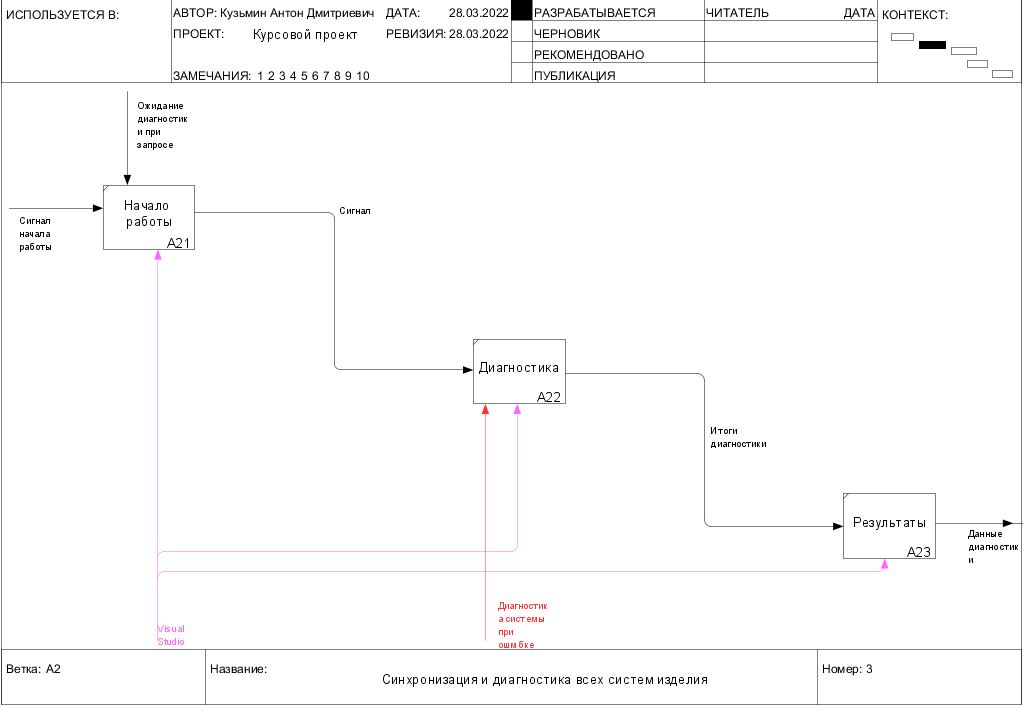 ИСПОЛЬЗУЕТСЯ В:
АВТОР: Кузьмин Антон Дмитриевич
ДАТА: 28.03.2022
ПРОЕКТ: Курсовой проект
РЕВИЗИЯ: 28.03.2022
ЗАМЕЧАНИЯ: 1 2 3 4 5 6 7 8 9 10
РАЗРАБАТЫВАЕТСЯ
ЧЕРНОВИК
РЕКОМЕНДОВАНО
ПУБЛИКАЦИЯ
ЧИТАТЕЛЬ
ДАТА
КОНТЕКСТ:
Ожидание
диагностик
и при
запросе
Сигнал
начала
работы
Начало
работы
A21
Сигнал
Диагностика
A22
Итоги
диагностики
Результаты
A23
Данные
диагностик
и
Visual
Studio
Диагностик
а системы
при
ошмбке
Ветка: A2
Название:
Синхронизация и диагностика всех систем изделия
Номер: 3